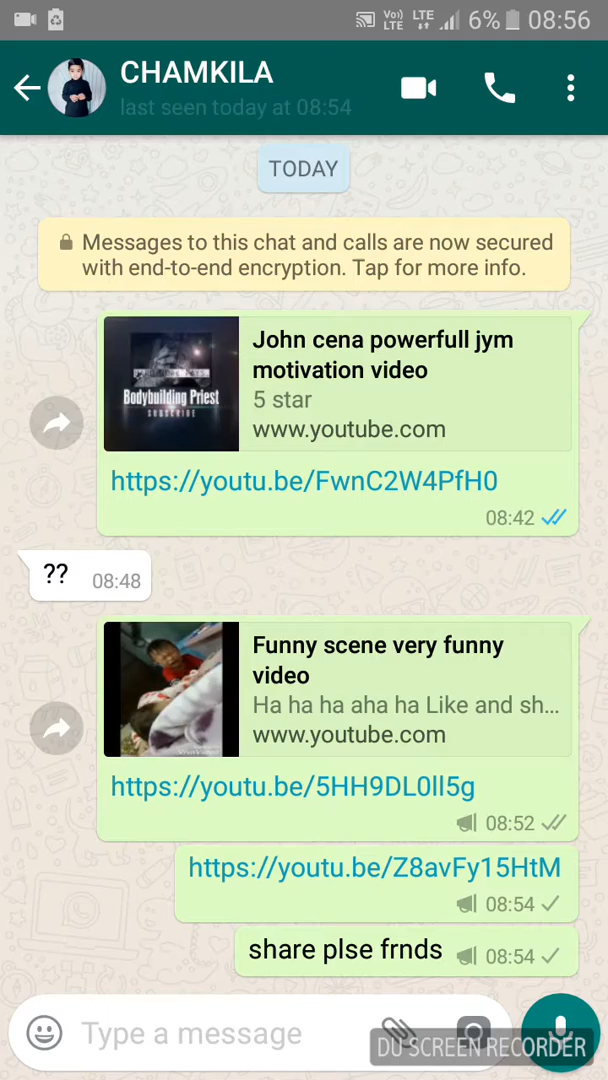 Vo) LTE LTE 6% 08:56
CHAMKILA
last seen today at 08:54
TODAY
Messages to this chat and calls are now secured
with end-to-end encryption. Tap for more info.
John cena powerfull jym
motivation video
5 star
www.youtube.com
Bodybuilding Priest
SUBSCRIBE
https://youtu.be/FwnC2W4PfH0
08:42
?? 08:48
Funny scene very funny
video
Ha ha ha aha ha Like and sh...
www.youtube.com
https://youtu.be/5HH9DL0ll5g
08:52
https://youtu.be/Z8avFy15HtM
08:54
share plse frnds 08:54
Type a message
DU SCREEN RECORDER